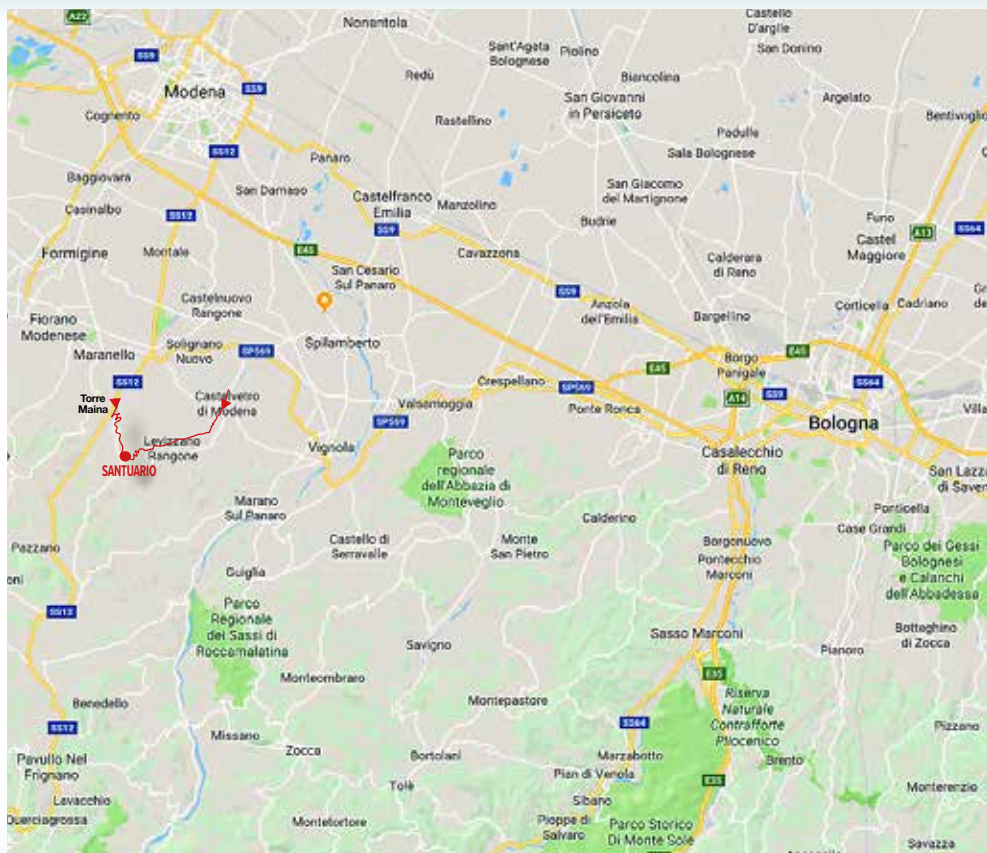 A22
Nonantola
Castello
D'argile
SS9
Sant'Agata
Bolognese
Piolino
San Donino
Redù
Biancolina
Modena
SS9
San Giovanni
in Persiceto
Argelato
Cognento
Rastellino
Bentivoglio
SS12
Panaro
Padulle
Sala Bolognese
Baggiovara
San Damaso
Castelfranco
Emilia
Manzolino
San Giacomo
del Martignone
Casinalbo
SS12
SS9
Budrie
Funo
Castel
Maggiore
A13
SS64
Formigine
Montale
E45
Cavazzona
Calderara
di Reno
San Cesario
Sul Panaro
Castelnuovo
Rangone
SS9
Anzola
dell'Emilia
Corticella
Cadriano
Bargellino
Fiorano
Modenese
Solignano
Nuovo
SP569
Spilamberto
Maranello
Borgo
Panigale
E45
E45
SS12
Crespellano
SP569
SS64
Torre
Maina
Castelvetro
di Modena
Valsamoggia
Ponte Ronca
A14
SS9
Villa
SP569
Bologna
Levizzano
Rangone
Vignola
SANTUARIO
Parco
regionale
dell'Abbazia di
Monteveglio
Casalecchio
di Reno
San Lazz
di Saven
Marano
Sul Panaro
Calderino
Ponticella
Case Grandi
Pazzano
Castello di
Serravalle
Monte
San Pietro
Borgonuovo
Pontecchio
Marconi
Parco dei Gessi
Bolognesi
e Calanchi
dell'Abbadessa
oni
Guiglia
SS12
Parco
Regionale
dei Sassi di
Roccamalatina
Savigno
Sasso Marconi
Botteghino
di Zocca
Pianoro
Monteombraro
E35
Benedello
Montepastore
Riserva
Naturale
Contrafforte
Pliocenico
SS12
Missano
SS64
Pizzano
Zocca
Bortolani
Marzabotto
Brento
Pavullo Nel
Frignano
Pian di Venola
E35
Tolè
Monterenzio
Lavacchio
Sibano
Querciagrossa
Montetortore
Pioppe di
Salvaro
Parco Storico
Di Monte Sole
Savazza